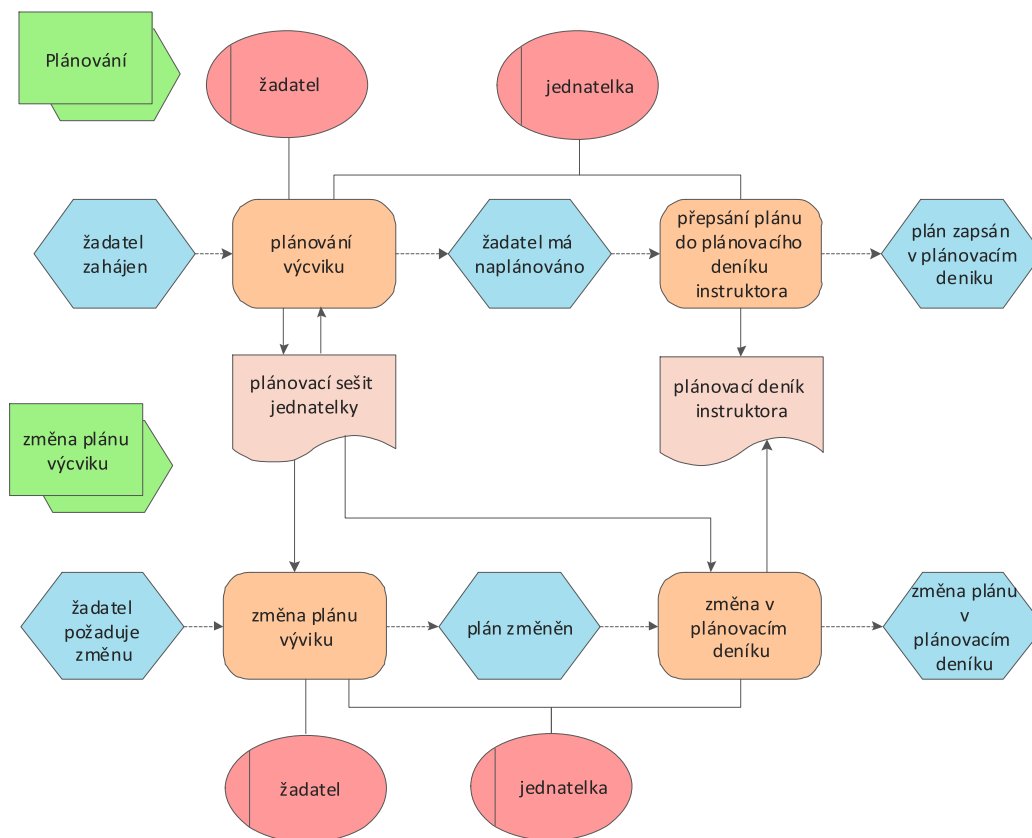 Plánování
žadatel
jednatelka
žadatel
zahájen
plánování
výcviku
žadatel má
naplánováno
přepsání plánu
do plánovacího
deníku
instruktora
plán zapsán
v plánovacím
deniku
plánovací sešit
jednatelky
plánovací deník
instruktora
změna plánu
výcviku
žadatel
požaduje
změnu
změna plánu
výviku
plán změněn
změna v
plánovacím
deníku
změna plánu
v
plánovacím
deníku
žadatel
jednatelka